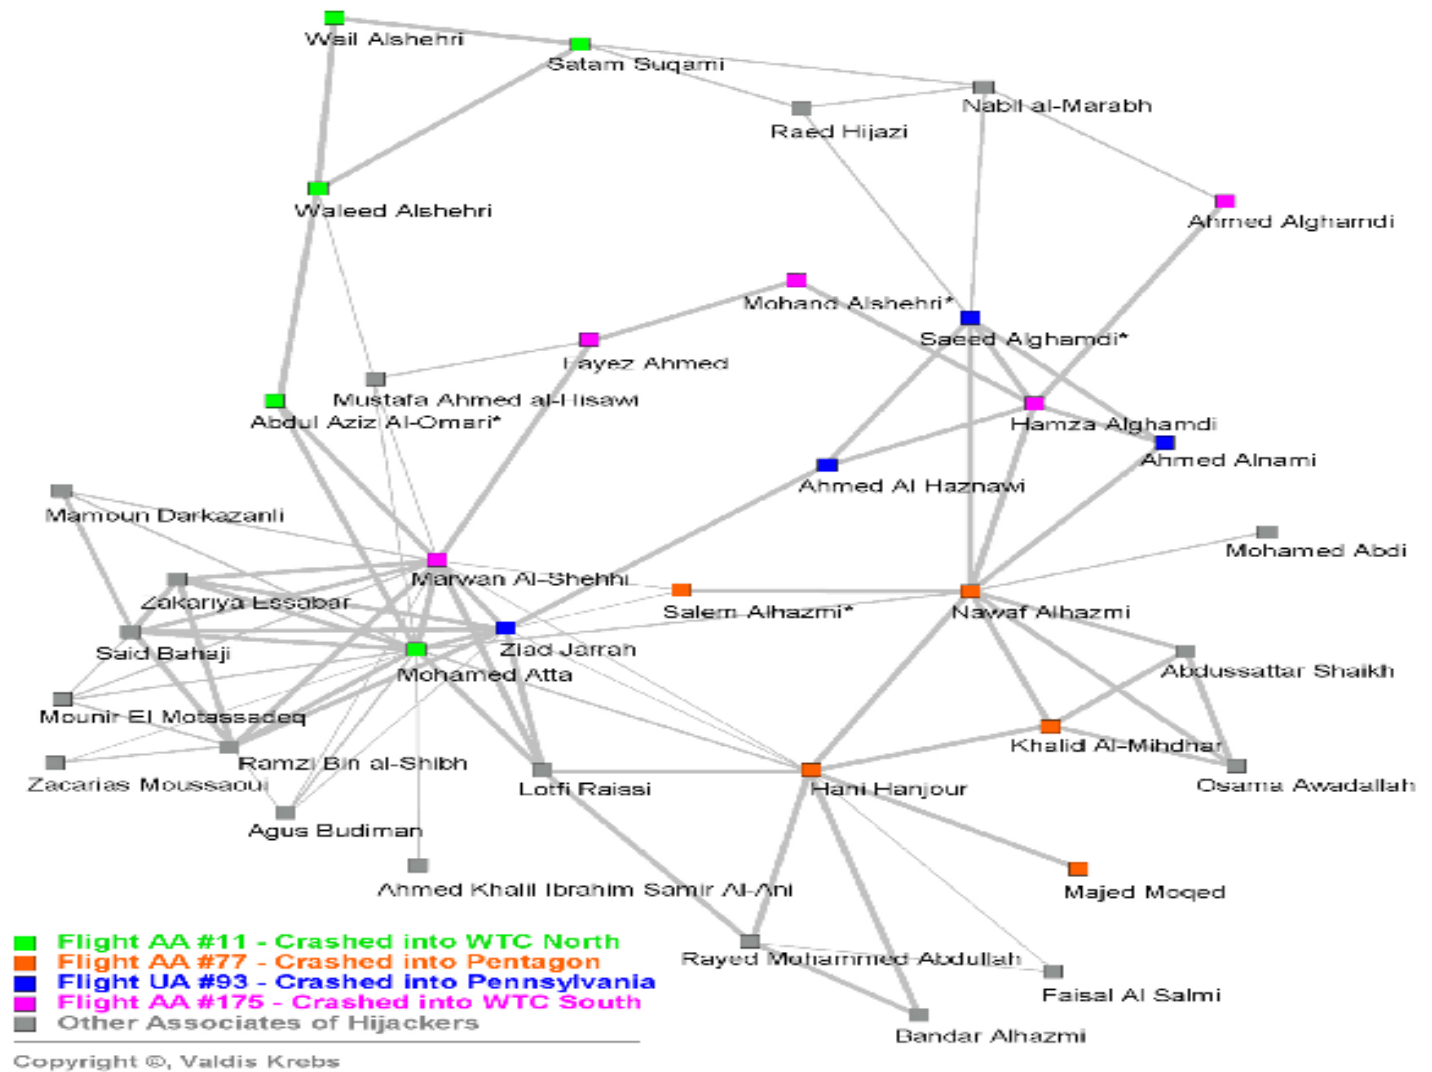 Wail Alshehri
Satam Suqami
Nabil al-Marabh
Raed Hijazi
Waleed Alshehri
Ahmed Alghamdi
Mohand Alshehri*
Saeed Alghamdi*
Fayez Ahmed
Mustafa Ahmed al-Hisawi
Abdul Aziz Al-Omari*
Hamza Alghamdi
Ahmed Alnami
Ahmed Al Haznawi
Mamoun Darkazanli
Mohamed Abdi
Marwan Al-Shehhi
Zakariya Essabar
Salem Alhazmi*
Nawaf Alhazmi
Said Bahaji
Ziad Jarrah
Mohamed Atta
Abdussattar Shaikh
Mounir El Motassadeq
Khalid Al-Mihdhar
Ramzi Bin al-Shibh
Zacarias Moussaoui
Lotfi Raissi
Hani Hanjour
Osama Awadallah
Agus Budiman
Ahmed Khalil Ibrahim Samir Al-Ani
Majed Moqed
Rayed Mohammed Abdullah
Faisal Al Salmi
Bandar Alhazmi
Flight AA #11 - Crashed into WTC North
Flight AA #77 - Crashed into Pentagon
Flight UA #93 - Crashed into Pennsylvania
Flight AA #175 - Crashed into WTC South
Other Associates of Hijackers
Copyright ©, Valdis Krebs